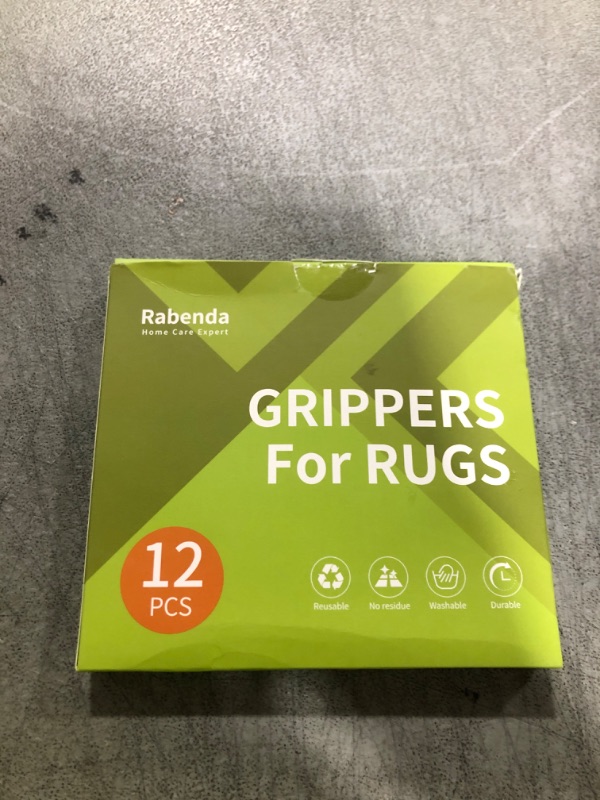 Rabenda
Home Care Expert
GRIPPERS
For RUGS
12
PCS
Reusable
No residue
Washable
Durable